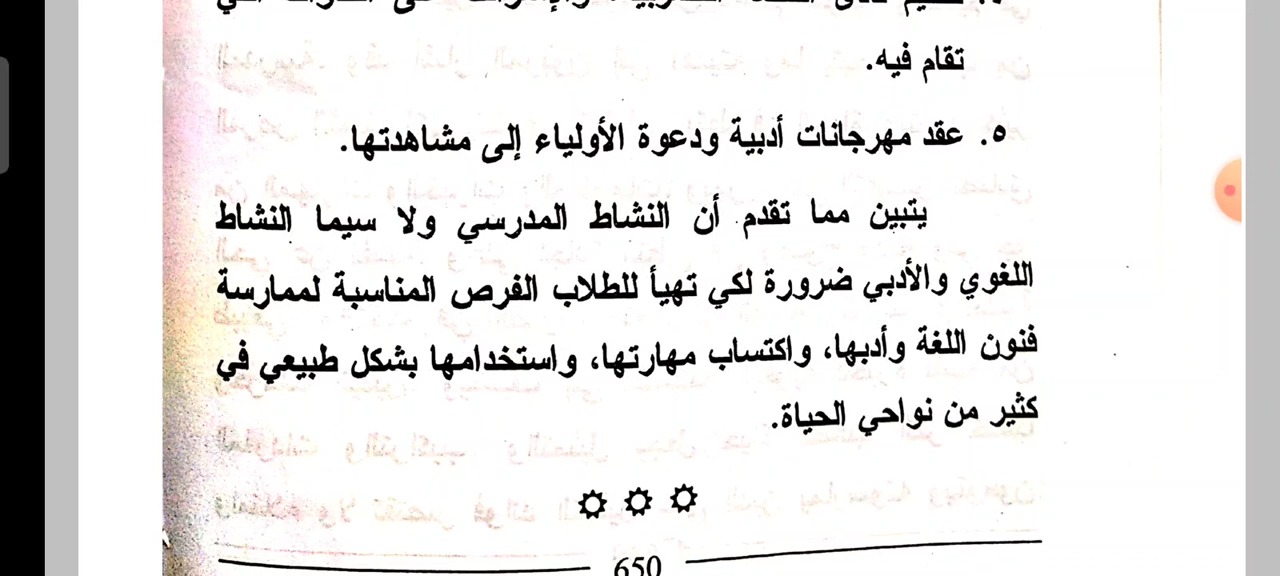 تقام فيه.
٥. عقد مهرجانات أدبية ودعوة الأولياء إلى مشاهدتها.
يتبين مما تقدم أن النشاط المدرسي ولا سيما النشاط
اللغوي والأدبي ضرورة لكي تهيأ للطلاب الفرص المناسبة لممارسة
فنون اللغة وأدبها، واكتساب مهارتها، واستخدامها بشكل طبيعي في
كثير من نواحي الحياة.
650